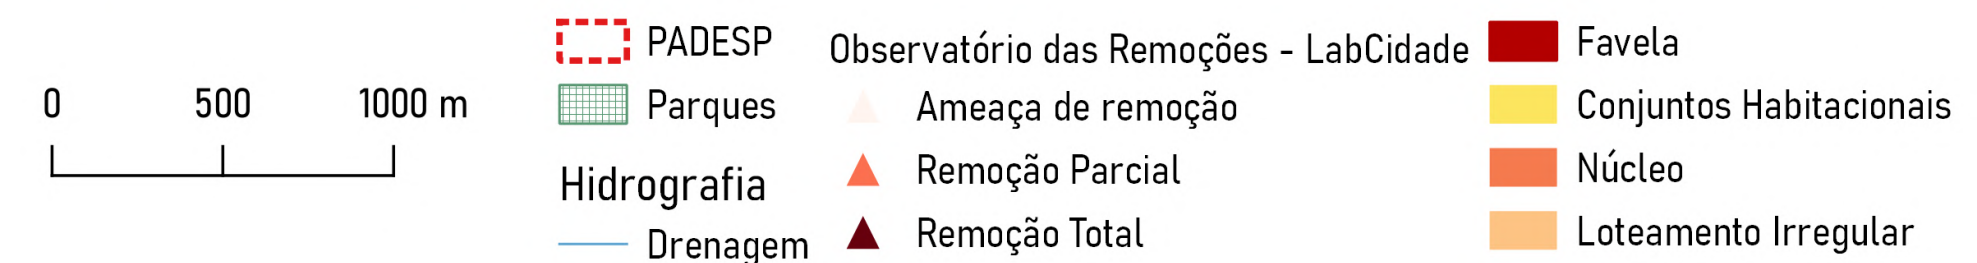 0 500 1000 m
PADESP
Parques
Hidrografia
Drenagem
Observatório das Remoções - LabCidade
Ameaça de remoção
Remoção Parcial
Remoção Total
Favela
Conjuntos Habitacionais
Núcleo
Loteamento Irregular